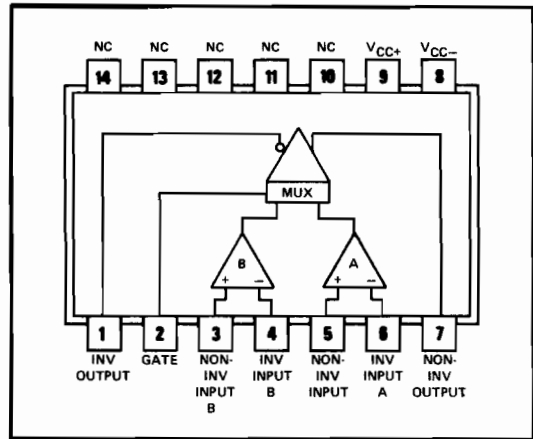 NC NC NC NC NC VCC+ VCC−
14 13 12 11 10 9 8
MUX
B A
+ − + −
1 2 3 4 5 6 7
INV OUTPUT
GATE
NON-INV INPUT B
INV INPUT B
NON-INV INPUT
INV INPUT A
NON-INV OUTPUT